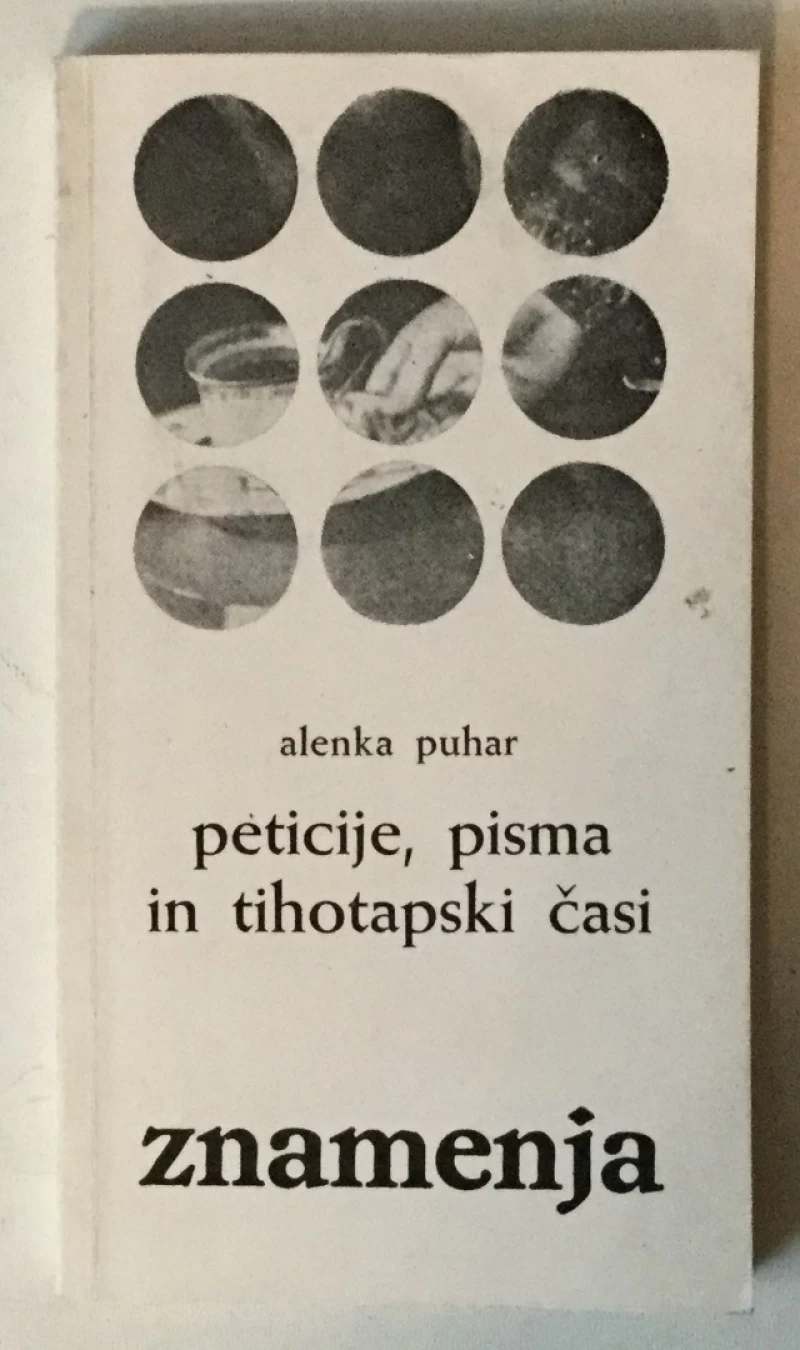 alenka puhar
peticije, pisma
in tihotapski časi
znamenja